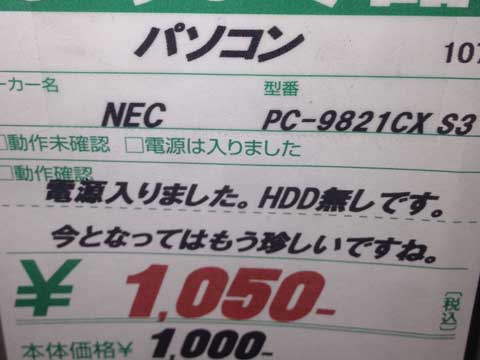 パソコン 107
ーカー名 型番
NEC PC-9821CX S3
□動作未確認 □電源は入りました
□動作確認
電源入りました。HDD無しです。
今となってはもう珍しいですね。
¥1,050- 〔税込〕
本体価格¥ 1,000-